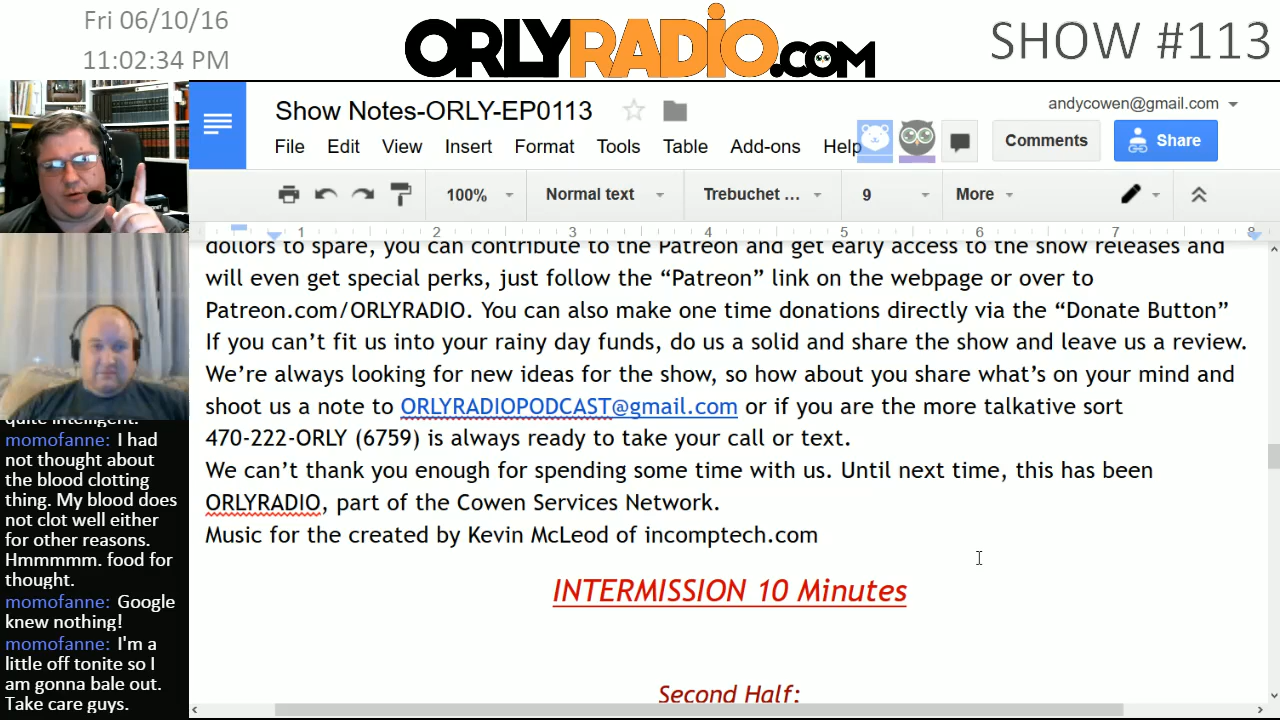 Fri 06/10/16
11:02:34 PM
ORLYRADiO.COM
SHOW #113
Show Notes-ORLY-EP0113
andycowen@gmail.com
File Edit View Insert Format Tools Table Add-ons Help
Comments
Share
100% Normal text Trebuchet ... 9 More
1 2 3 4 5 6 7 8
dollors to spare, you can contribute to the Patreon and get early access to the show releases and
will even get special perks, just follow the “Patreon” link on the webpage or over to
Patreon.com/ORLYRADIO. You can also make one time donations directly via the “Donate Button”
If you can’t fit us into your rainy day funds, do us a solid and share the show and leave us a review.
We’re always looking for new ideas for the show, so how about you share what’s on your mind and
shoot us a note to ORLYRADIOPODCAST@gmail.com or if you are the more talkative sort
470-222-ORLY (6759) is always ready to take your call or text.
We can’t thank you enough for spending some time with us. Until next time, this has been
ORLYRADIO, part of the Cowen Services Network.
Music for the created by Kevin McLeod of incomptech.com
INTERMISSION 10 Minutes
Second Half:
quite intelligent.
momofanne: I had
not thought about
the blood clotting
thing. My blood does
not clot well either
for other reasons.
Hmmmmm. food for
thought.
momofanne: Google
knew nothing!
momofanne: I'm a
little off tonite so I
am gonna bale out.
Take care guys.